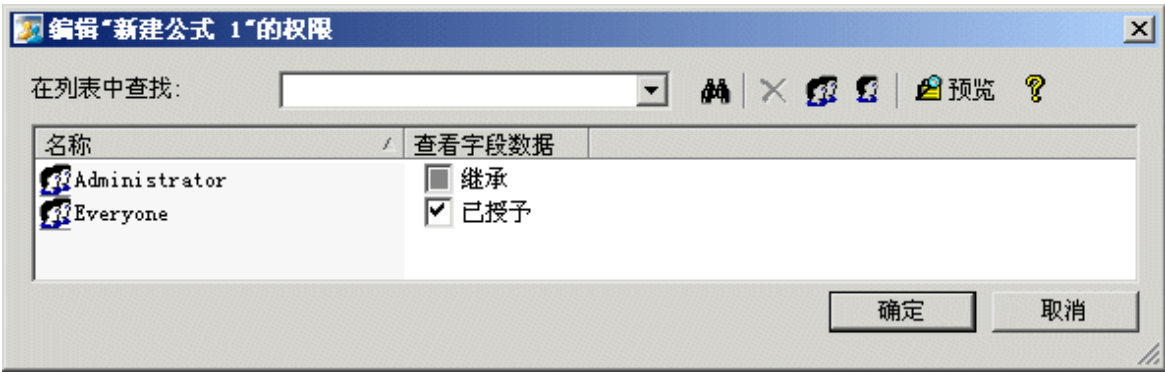 编辑“新建公式 1”的权限
在列表中查找: 预览 ?
名称 查看字段数据
Administrator 继承
Everyone 已授予
确定 取消